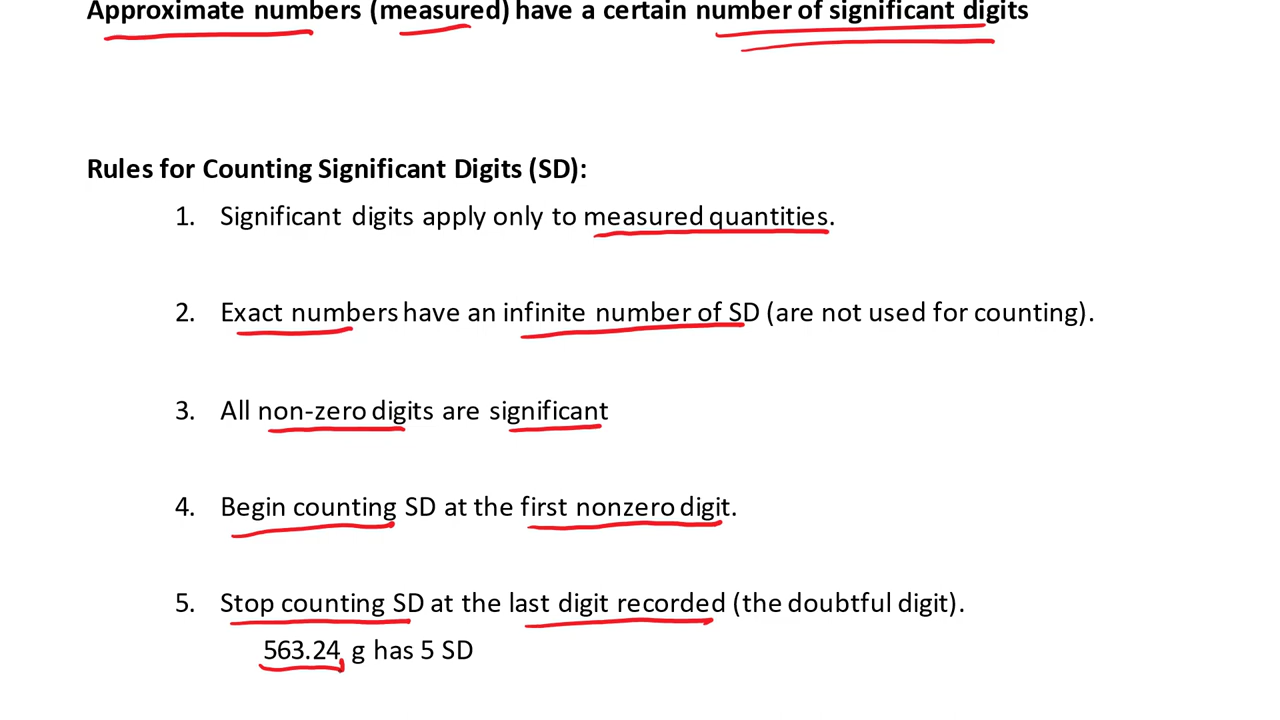 Approximate numbers (measured) have a certain number of significant digits
Rules for Counting Significant Digits (SD):
1. Significant digits apply only to measured quantities.
2. Exact numbers have an infinite number of SD (are not used for counting).
3. All non-zero digits are significant
4. Begin counting SD at the first nonzero digit.
5. Stop counting SD at the last digit recorded (the doubtful digit).
563.24 g has 5 SD